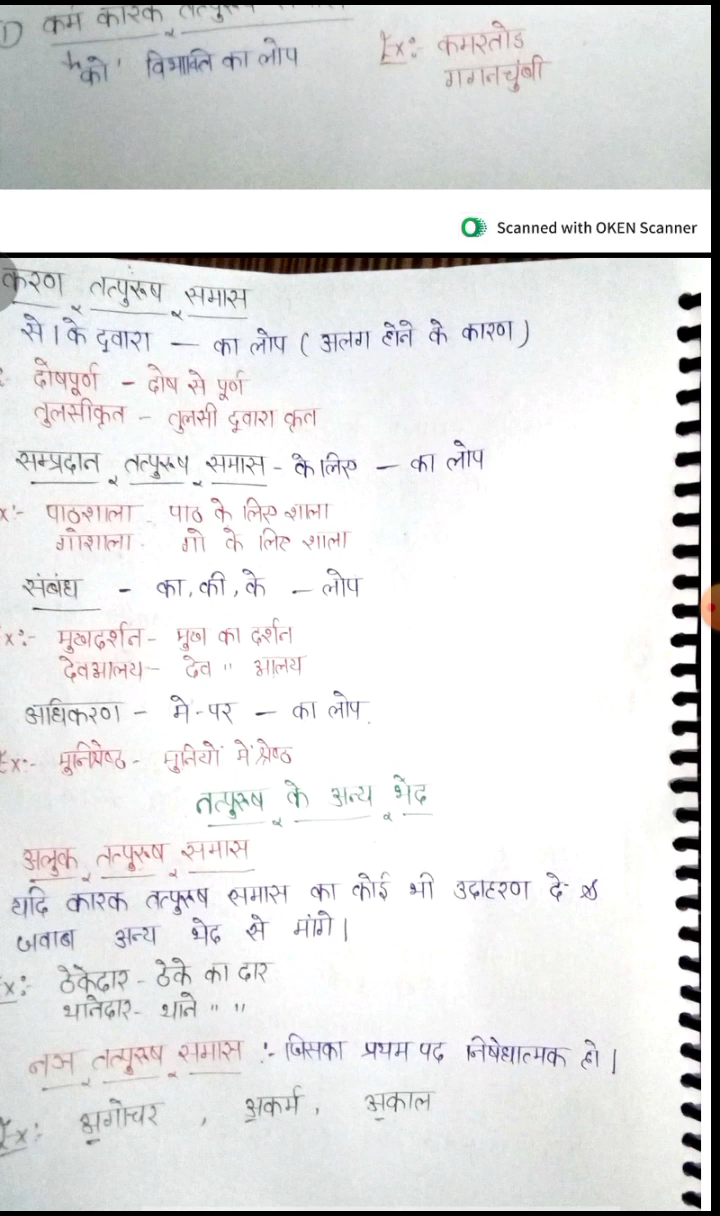 1) कर्म कारक तत्पुरूष समास
"को' विभक्ति का लोप
Ex:- कमरतोड
गगनचुंबी
Scanned with OKEN Scanner
करण तत्पुरूष समास
से । के द्वारा — का लोप ( अलग होने के कारण )
दोषपूर्ण - दोष से पूर्ण
तुलसीकृत - तुलसी द्वारा कृत
सम्प्रदान तत्पुरूष समास - के लिए — का लोप
x:- पाठशाला - पाठ के लिए शाला
गोशाला - गो के लिए शाला
संबंध - का, की, के - लोप
x:- मुखदर्शन - मुख का दर्शन
देवआलय - देव " आलय
अधिकरण - मे - पर - का लोप.
Ex:- मुनिश्रेष्ठ - मुनियों में श्रेष्ठ
तत्पुरूष के अन्य भेद
अलुक तत्पुरूष समास
यदि कारक तत्पुरूष समास का कोई भी उदाहरण दे
जवाब अन्य भेद से मांगे ।
Ex:- ठेकेदार - ठेके का दार
थानेदार - थाने " "
नञ तत्पुरूष समास :- जिसका प्रथम पद निषेधात्मक हो ।
Ex:- अगोचर , अकर्म , अकाल